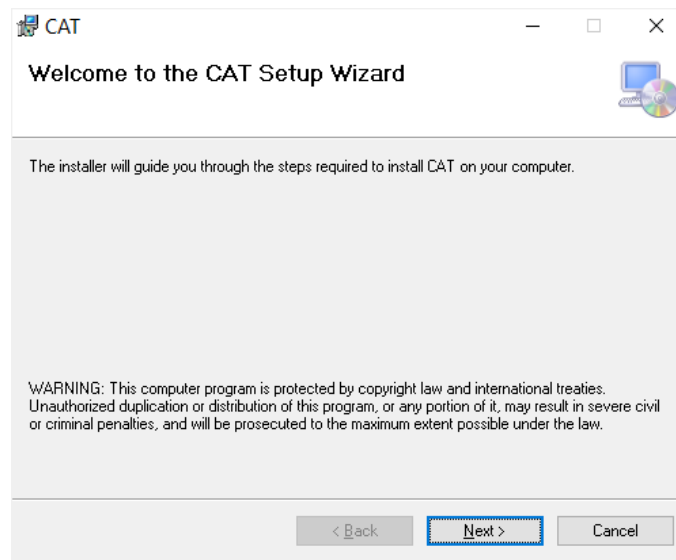 CAT
Welcome to the CAT Setup Wizard
The installer will guide you through the steps required to install CAT on your computer.
WARNING: This computer program is protected by copyright law and international treaties.
Unauthorized duplication or distribution of this program, or any portion of it, may result in severe civil
or criminal penalties, and will be prosecuted to the maximum extent possible under the law.
< Back
Next >
Cancel